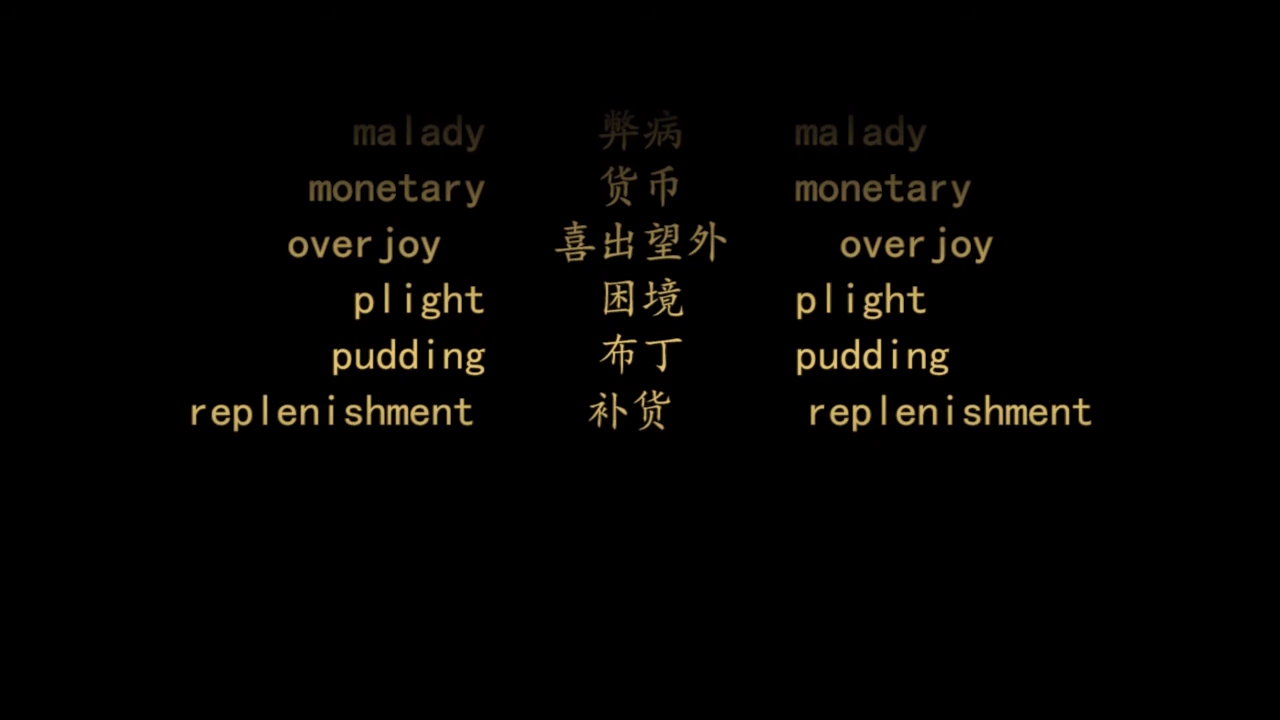 malady 弊病 malady
monetary 货币 monetary
overjoy 喜出望外 overjoy
plight 困境 plight
pudding 布丁 pudding
replenishment 补货 replenishment